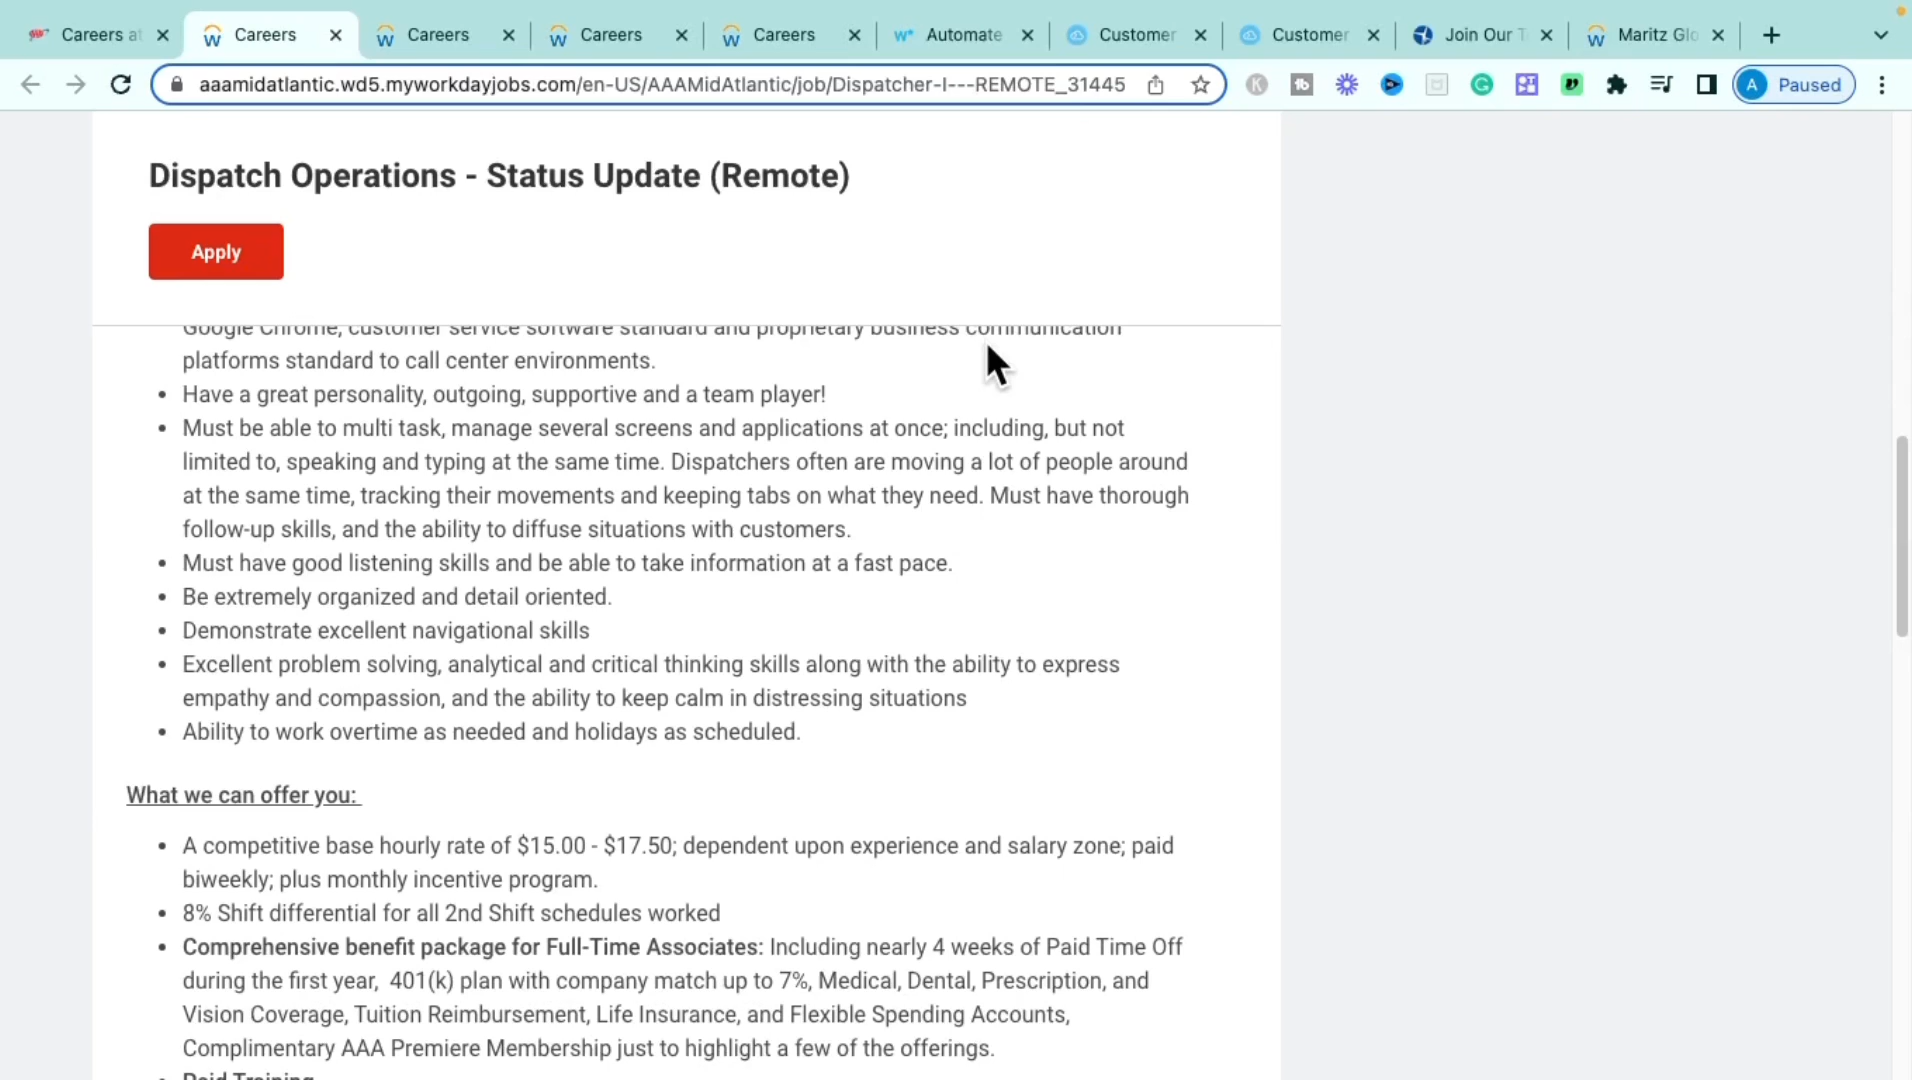 Careers at
Careers
Careers
Careers
Careers
Automate
Customer
Customer
Join Our T
Maritz Glo
aaamidatlantic.wd5.myworkdayjobs.com/en-US/AAAMidAtlantic/job/Dispatcher-I---REMOTE_31445
A Paused
Dispatch Operations - Status Update (Remote)
Apply
Google Chrome, customer service software standard and proprietary business communication
platforms standard to call center environments.
• Have a great personality, outgoing, supportive and a team player!
• Must be able to multi task, manage several screens and applications at once; including, but not
limited to, speaking and typing at the same time. Dispatchers often are moving a lot of people around
at the same time, tracking their movements and keeping tabs on what they need. Must have thorough
follow-up skills, and the ability to diffuse situations with customers.
• Must have good listening skills and be able to take information at a fast pace.
• Be extremely organized and detail oriented.
• Demonstrate excellent navigational skills
• Excellent problem solving, analytical and critical thinking skills along with the ability to express
empathy and compassion, and the ability to keep calm in distressing situations
• Ability to work overtime as needed and holidays as scheduled.
What we can offer you:
• A competitive base hourly rate of $15.00 - $17.50; dependent upon experience and salary zone; paid
biweekly; plus monthly incentive program.
• 8% Shift differential for all 2nd Shift schedules worked
• Comprehensive benefit package for Full-Time Associates: Including nearly 4 weeks of Paid Time Off
during the first year, 401(k) plan with company match up to 7%, Medical, Dental, Prescription, and
Vision Coverage, Tuition Reimbursement, Life Insurance, and Flexible Spending Accounts,
Complimentary AAA Premiere Membership just to highlight a few of the offerings.
• Paid Training